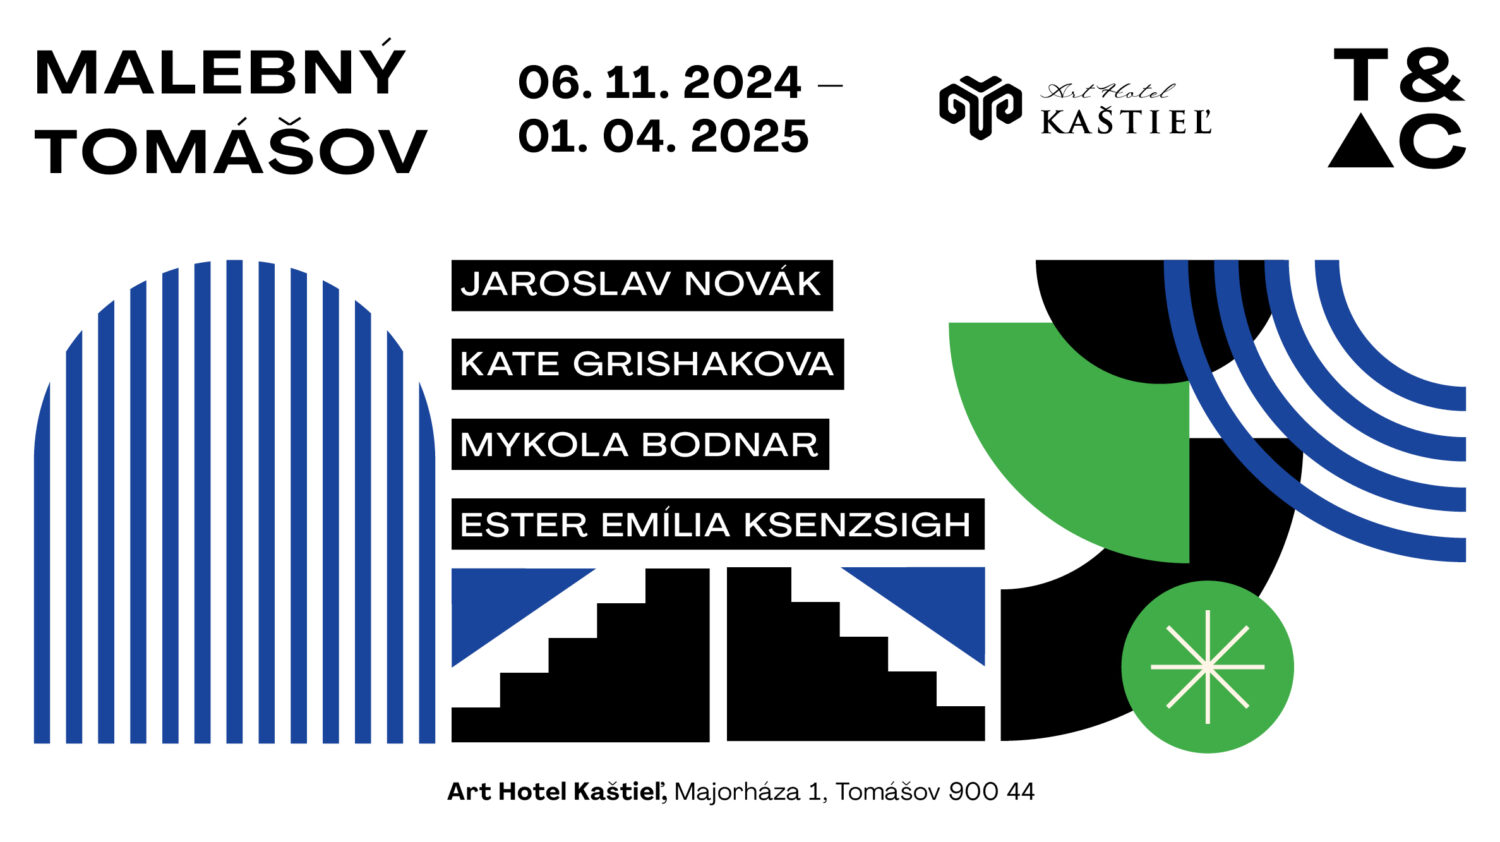 MALEBNÝ
TOMÁŠOV
06. 11. 2024 –
01. 04. 2025
Art Hotel
KAŠTIEĽ
T&
▲C
JAROSLAV NOVÁK
KATE GRISHAKOVA
MYKOLA BODNAR
ESTER EMÍLIA KSENZSIGH
Art Hotel Kaštieľ, Majorháza 1, Tomášov 900 44